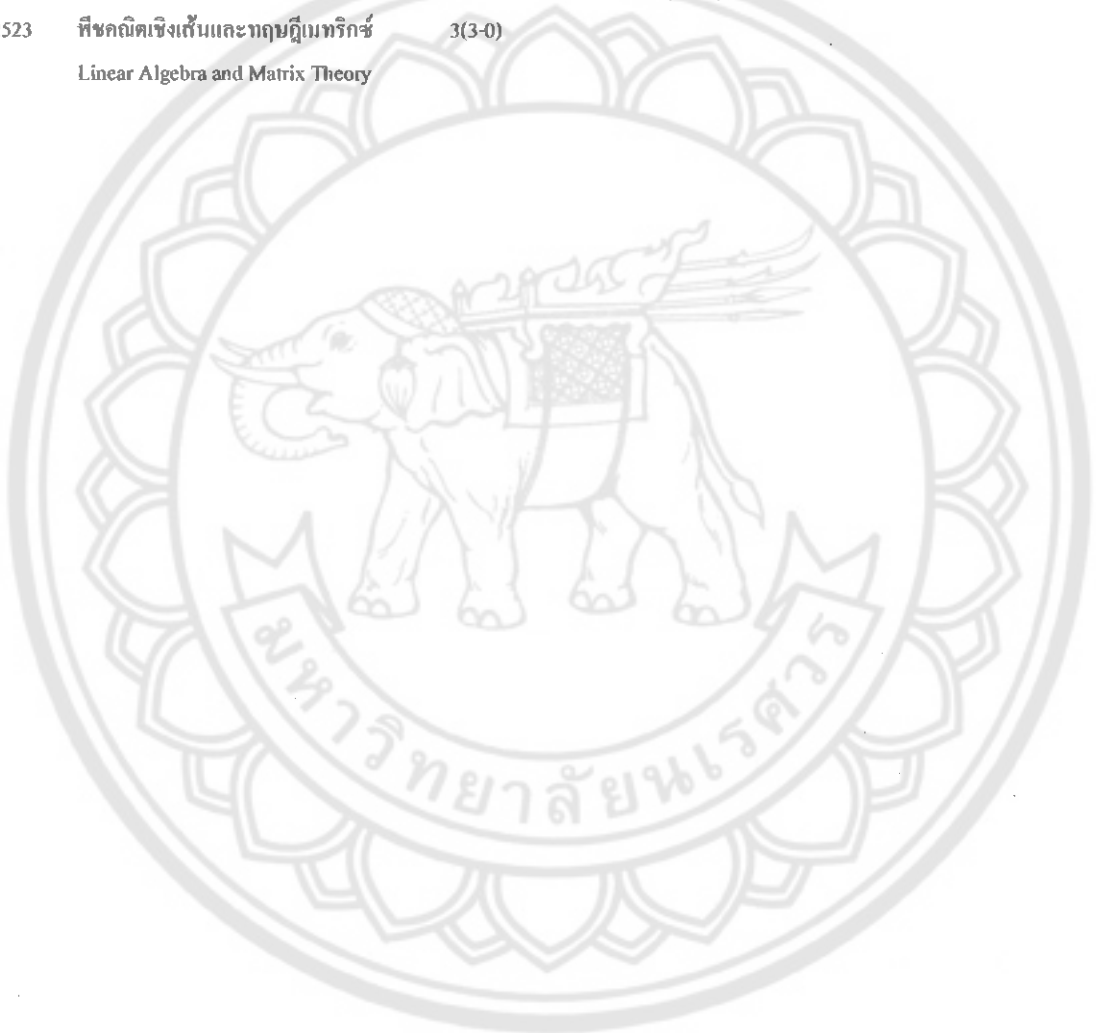 523 พีชคณิตเชิงเส้นและทฤษฎีเมทริกซ์ 3(3-0)
Linear Algebra and Matrix Theory
มหาวิทยาลัยนเรศวร